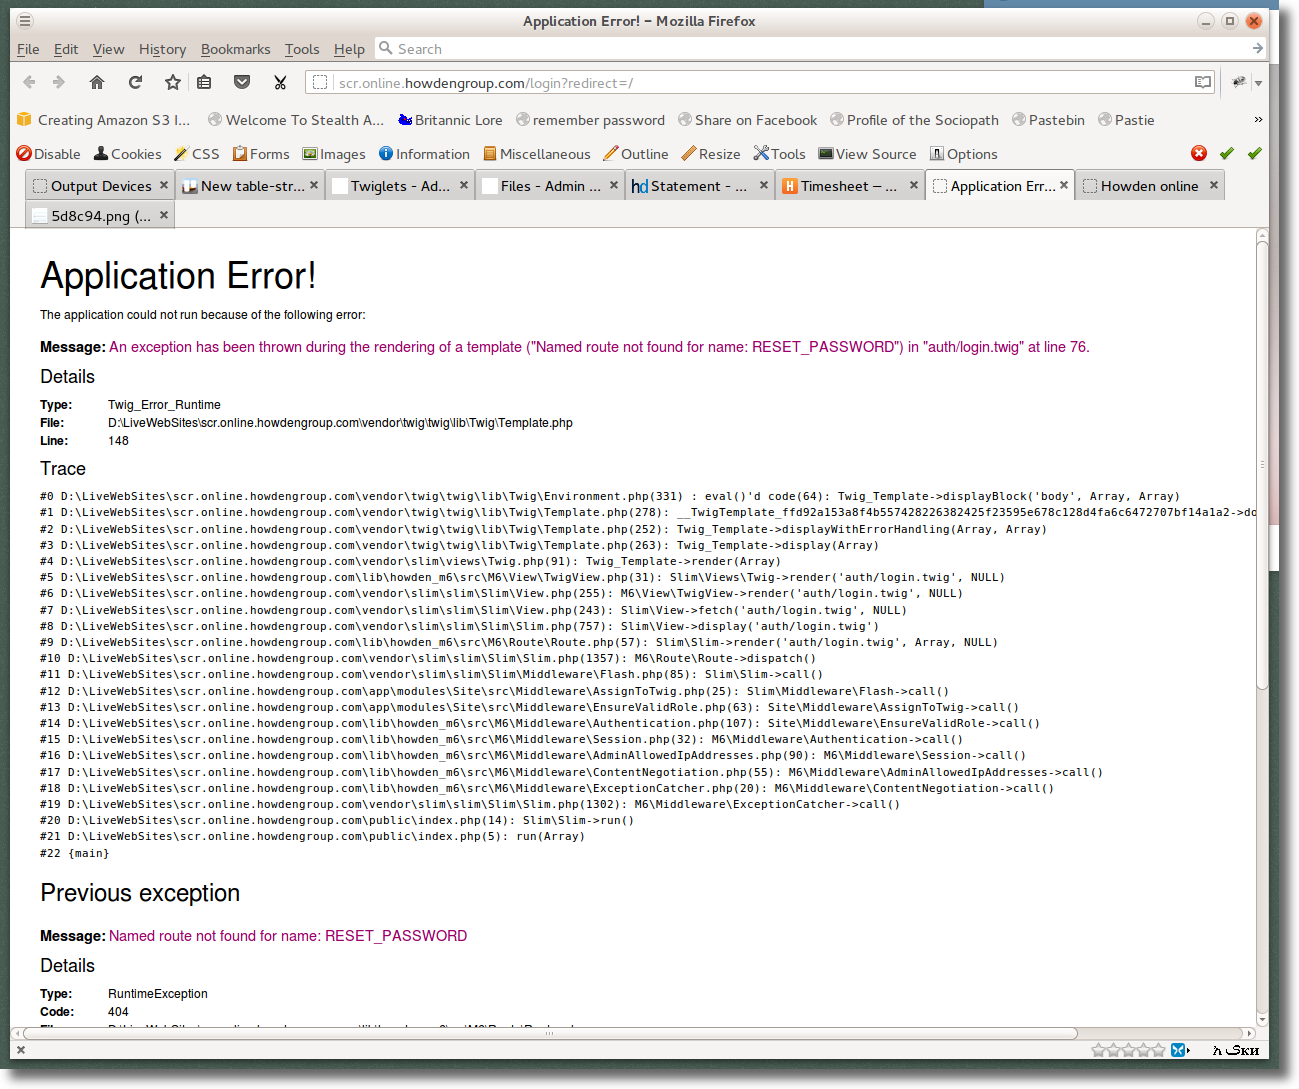 Application Error! – Mozilla Firefox
File Edit View History Bookmarks Tools Help Search
scr.online.howdengroup.com/login?redirect=/
Creating Amazon S3 I... Welcome To Stealth A... Britannic Lore remember password Share on Facebook Profile of the Sociopath Pastebin Pastie »
Disable Cookies CSS Forms Images Information Miscellaneous Outline Resize Tools View Source Options
Output Devices New table-str... Twiglets - Ad... Files - Admin ... hd Statement - ... H Timesheet – ... Application Err... Howden online
5d8c94.png (...
Application Error!
The application could not run because of the following error:
Message: An exception has been thrown during the rendering of a template ("Named route not found for name: RESET_PASSWORD") in "auth/login.twig" at line 76.
Details
Type: Twig_Error_Runtime
File: D:\LiveWebSites\scr.online.howdengroup.com\vendor\twig\twig\lib\Twig\Template.php
Line: 148
Trace
#0 D:\LiveWebSites\scr.online.howdengroup.com\vendor\twig\twig\lib\Twig\Environment.php(331) : eval()'d code(64): Twig_Template->displayBlock('body', Array, Array)
#1 D:\LiveWebSites\scr.online.howdengroup.com\vendor\twig\twig\lib\Twig\Template.php(278): __TwigTemplate_ffd92a153a8f4b557428226382425f23595e678c128d4fa6c6472707bf14a1a2->do
#2 D:\LiveWebSites\scr.online.howdengroup.com\vendor\twig\twig\lib\Twig\Template.php(252): Twig_Template->displayWithErrorHandling(Array, Array)
#3 D:\LiveWebSites\scr.online.howdengroup.com\vendor\twig\twig\lib\Twig\Template.php(263): Twig_Template->display(Array)
#4 D:\LiveWebSites\scr.online.howdengroup.com\vendor\slim\views\Twig.php(91): Twig_Template->render(Array)
#5 D:\LiveWebSites\scr.online.howdengroup.com\lib\howden_m6\src\M6\View\TwigView.php(31): Slim\Views\Twig->render('auth/login.twig', NULL)
#6 D:\LiveWebSites\scr.online.howdengroup.com\vendor\slim\slim\Slim\View.php(255): M6\View\TwigView->render('auth/login.twig', NULL)
#7 D:\LiveWebSites\scr.online.howdengroup.com\vendor\slim\slim\Slim\View.php(243): Slim\View->fetch('auth/login.twig', NULL)
#8 D:\LiveWebSites\scr.online.howdengroup.com\vendor\slim\slim\Slim\Slim.php(757): Slim\View->display('auth/login.twig')
#9 D:\LiveWebSites\scr.online.howdengroup.com\lib\howden_m6\src\M6\Route\Route.php(57): Slim\Slim->render('auth/login.twig', Array, NULL)
#10 D:\LiveWebSites\scr.online.howdengroup.com\vendor\slim\slim\Slim\Slim.php(1357): M6\Route\Route->dispatch()
#11 D:\LiveWebSites\scr.online.howdengroup.com\vendor\slim\slim\Slim\Middleware\Flash.php(85): Slim\Slim->call()
#12 D:\LiveWebSites\scr.online.howdengroup.com\app\modules\Site\src\Middleware\AssignToTwig.php(25): Slim\Middleware\Flash->call()
#13 D:\LiveWebSites\scr.online.howdengroup.com\app\modules\Site\src\Middleware\EnsureValidRole.php(63): Site\Middleware\AssignToTwig->call()
#14 D:\LiveWebSites\scr.online.howdengroup.com\lib\howden_m6\src\M6\Middleware\Authentication.php(107): Site\Middleware\EnsureValidRole->call()
#15 D:\LiveWebSites\scr.online.howdengroup.com\lib\howden_m6\src\M6\Middleware\Session.php(32): M6\Middleware\Authentication->call()
#16 D:\LiveWebSites\scr.online.howdengroup.com\lib\howden_m6\src\M6\Middleware\AdminAllowedIpAddresses.php(90): M6\Middleware\Session->call()
#17 D:\LiveWebSites\scr.online.howdengroup.com\lib\howden_m6\src\M6\Middleware\ContentNegotiation.php(55): M6\Middleware\AdminAllowedIpAddresses->call()
#18 D:\LiveWebSites\scr.online.howdengroup.com\lib\howden_m6\src\M6\Middleware\ExceptionCatcher.php(20): M6\Middleware\ContentNegotiation->call()
#19 D:\LiveWebSites\scr.online.howdengroup.com\vendor\slim\slim\Slim\Slim.php(1302): M6\Middleware\ExceptionCatcher->call()
#20 D:\LiveWebSites\scr.online.howdengroup.com\public\index.php(14): Slim\Slim->run()
#21 D:\LiveWebSites\scr.online.howdengroup.com\public\index.php(5): run(Array)
#22 {main}
Previous exception
Message: Named route not found for name: RESET_PASSWORD
Details
Type: RuntimeException
Code: 404